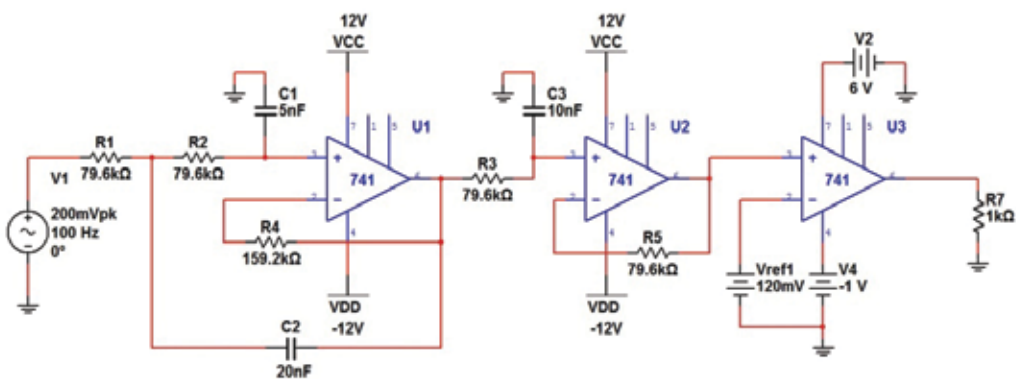 12V
VCC
C1
5nF
7
1
5
U1
R1
79.6kΩ
R2
79.6kΩ
3
+
741
6
2
−
4
R4
159.2kΩ
VDD
-12V
C2
20nF
V1
200mVpk
100 Hz
0°
12V
VCC
C3
10nF
7
1
5
U2
R3
79.6kΩ
3
+
741
6
2
−
4
R5
79.6kΩ
VDD
-12V
V2
6 V
7
1
5
U3
3
+
741
6
2
−
4
R7
1kΩ
Vref1
120mV
V4
-1 V